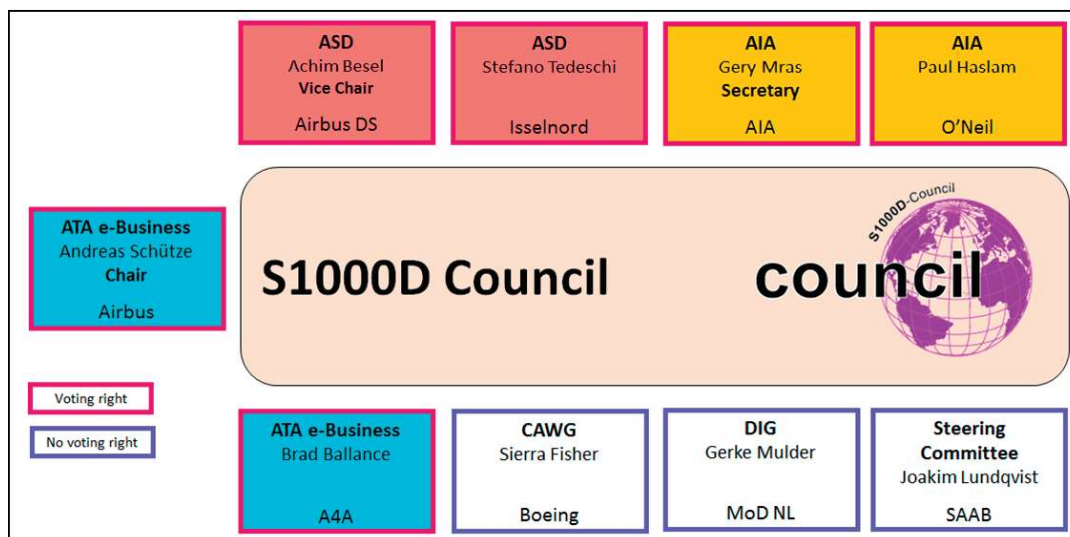 ASD
Achim Besel
Vice Chair
Airbus DS
ASD
Stefano Tedeschi
Isselnord
AIA
Gery Mras
Secretary
AIA
AIA
Paul Haslam
O'Neil
ATA e-Business
Andreas Schütze
Chair
Airbus
S1000D Council
S1000D-Council
council
Voting right
No voting right
ATA e-Business
Brad Ballance
A4A
CAWG
Sierra Fisher
Boeing
DIG
Gerke Mulder
MoD NL
Steering
Committee
Joakim Lundqvist
SAAB